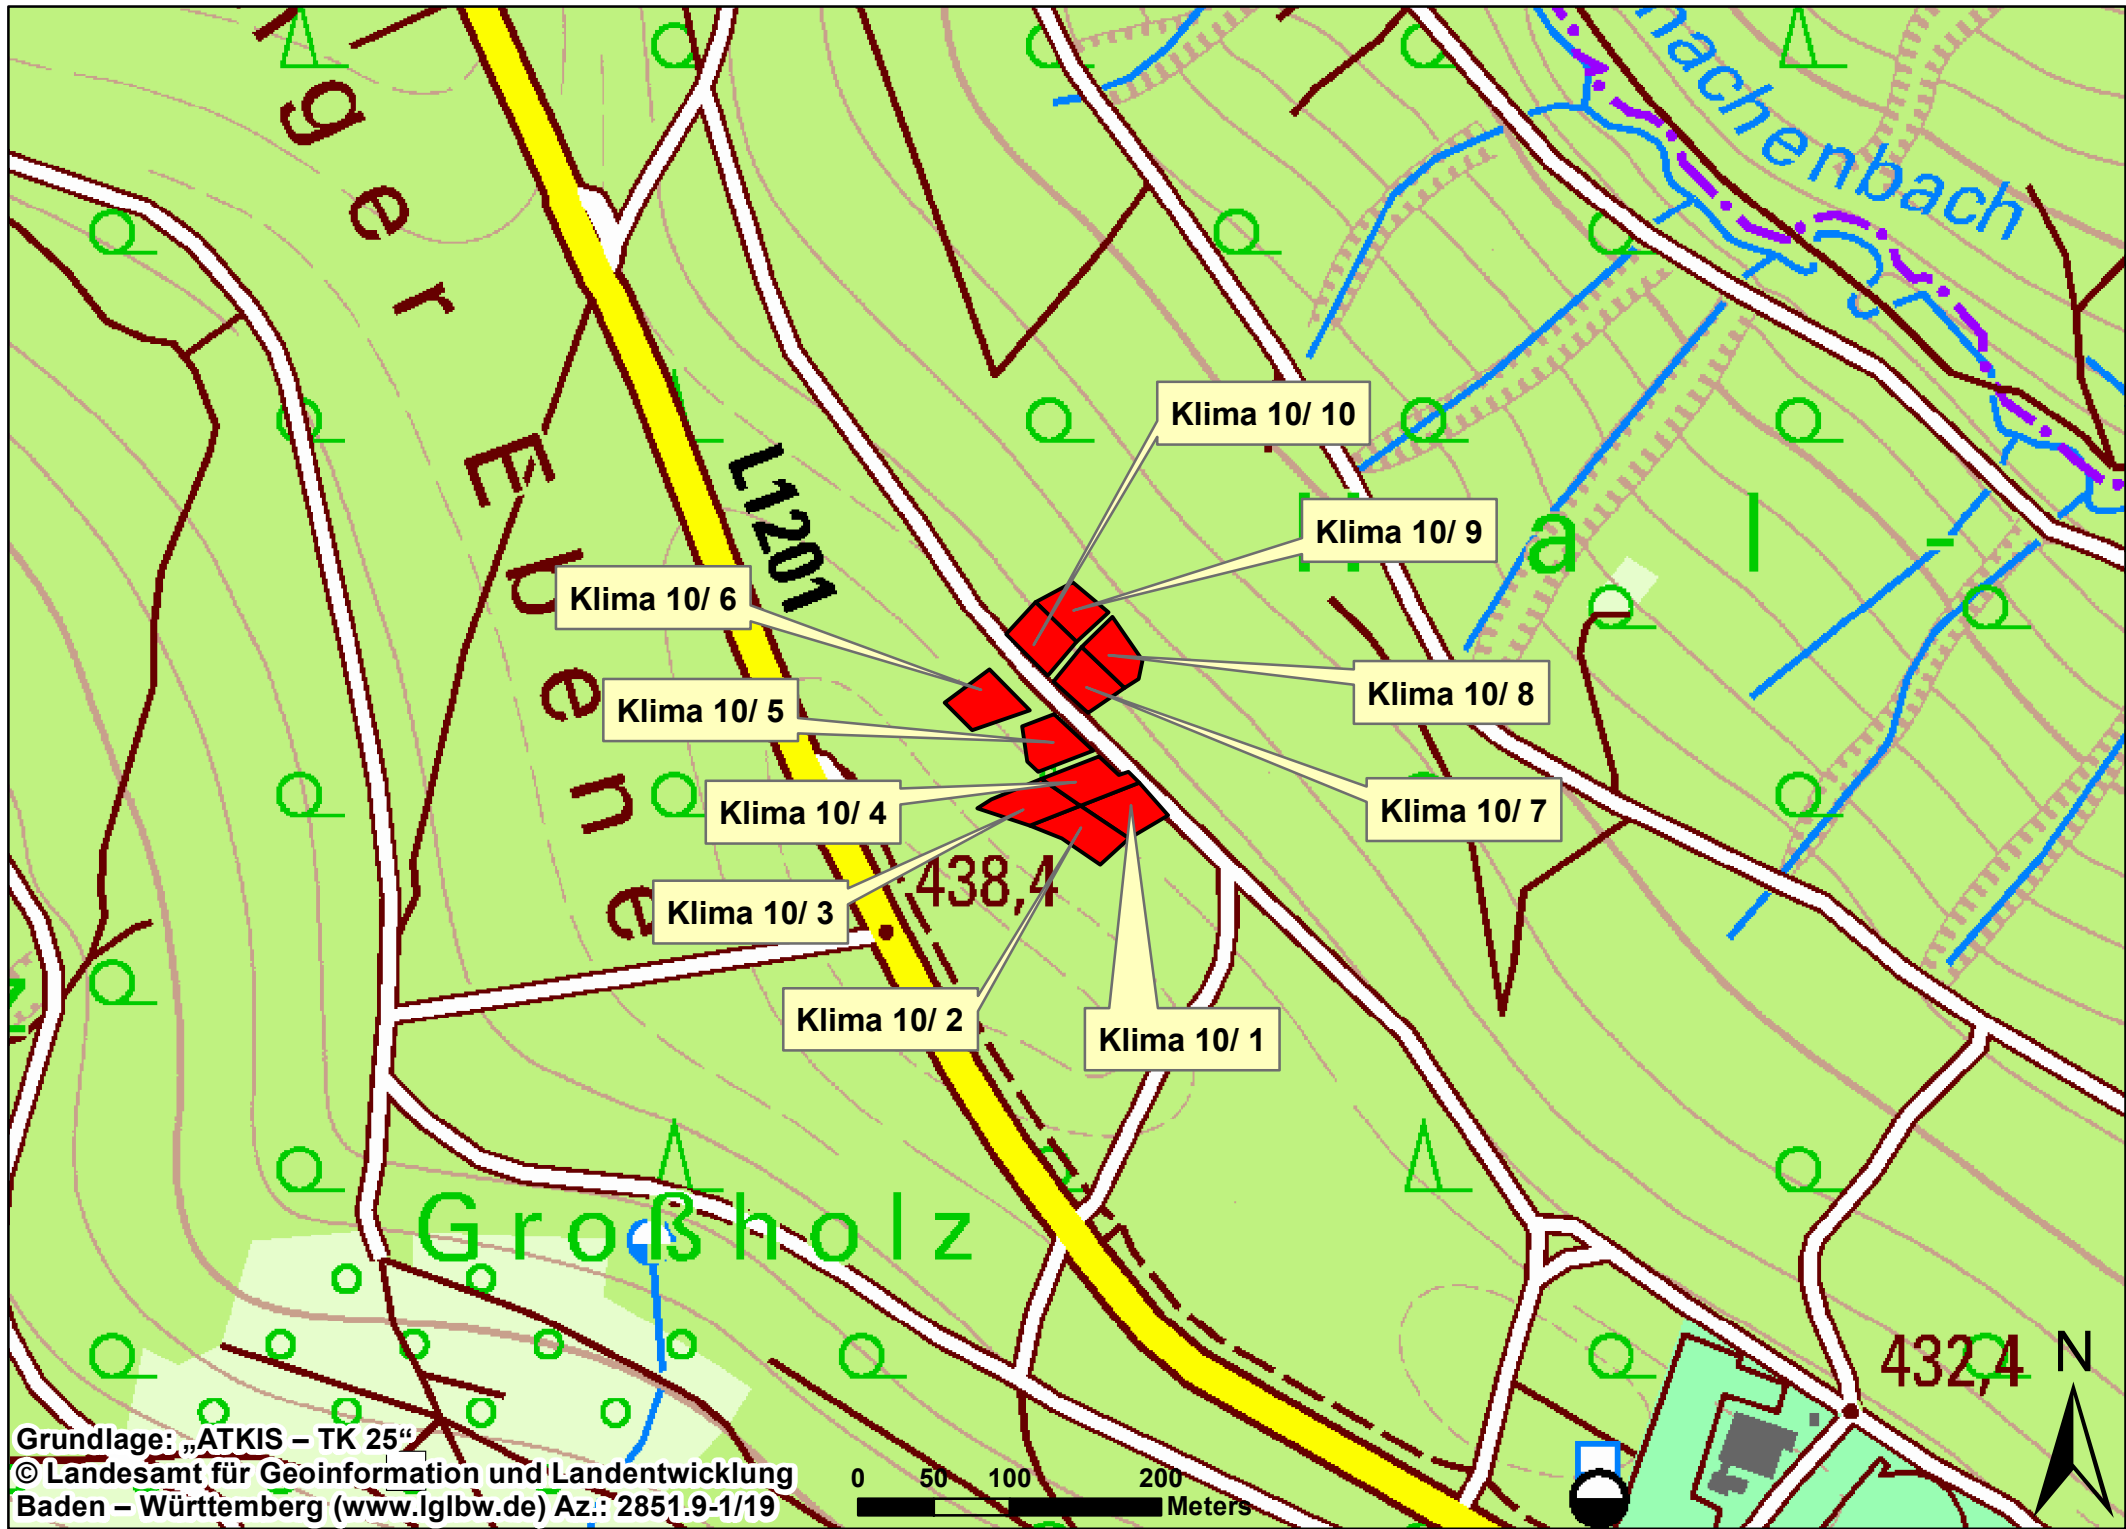 nachenbach
ger
Ebene
L1201
Klima 10/ 10
Klima 10/ 9
Klima 10/ 6
Klima 10/ 8
Klima 10/ 5
Klima 10/ 4
Klima 10/ 7
Klima 10/ 3
Klima 10/ 2
Klima 10/ 1
al-
438,4
Großholz
432,4
N
Grundlage: „ATKIS – TK 25“
© Landesamt für Geoinformation und Landentwicklung
Baden – Württemberg (www.lglbw.de) Az.: 2851.9-1/19
0 50 100 200
Meters